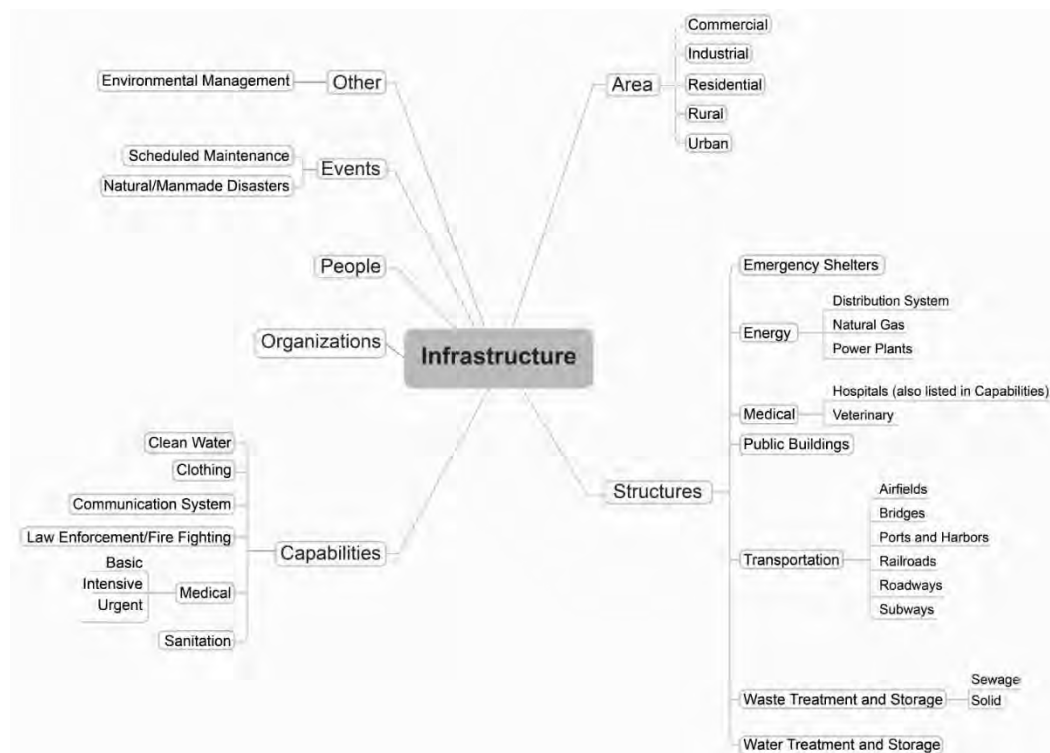 Infrastructure
Area
Commercial
Industrial
Residential
Rural
Urban
Structures
Emergency Shelters
Energy
Distribution System
Natural Gas
Power Plants
Medical
Hospitals (also listed in Capabilities)
Veterinary
Public Buildings
Transportation
Airfields
Bridges
Ports and Harbors
Railroads
Roadways
Subways
Waste Treatment and Storage
Sewage
Solid
Water Treatment and Storage
Other
Environmental Management
Events
Scheduled Maintenance
Natural/Manmade Disasters
People
Organizations
Capabilities
Clean Water
Clothing
Communication System
Law Enforcement/Fire Fighting
Medical
Basic
Intensive
Urgent
Sanitation